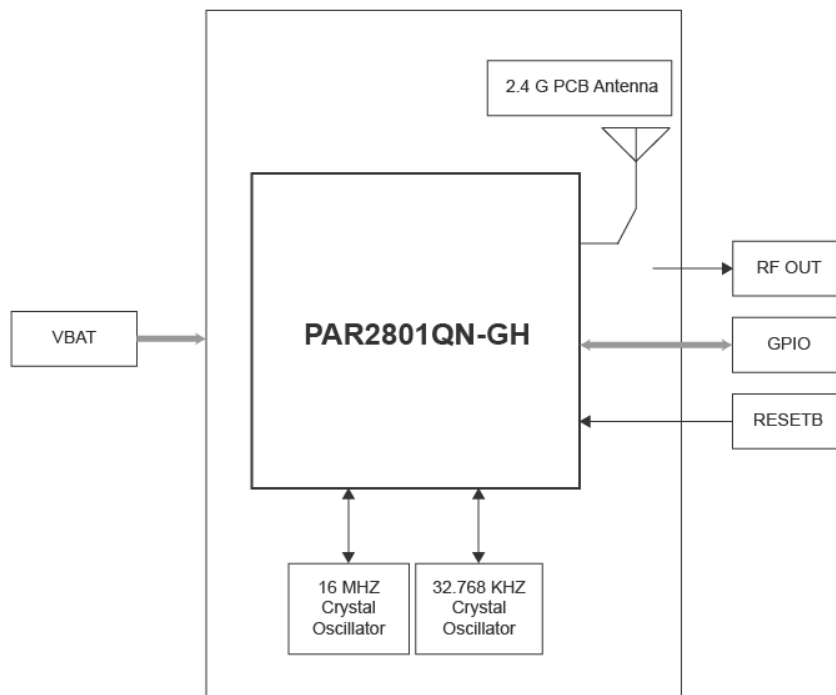 2.4 G PCB Antenna
RF OUT
PAR2801QN-GH
VBAT
GPIO
RESETB
16 MHZ
Crystal
Oscillator
32.768 KHZ
Crystal
Oscillator